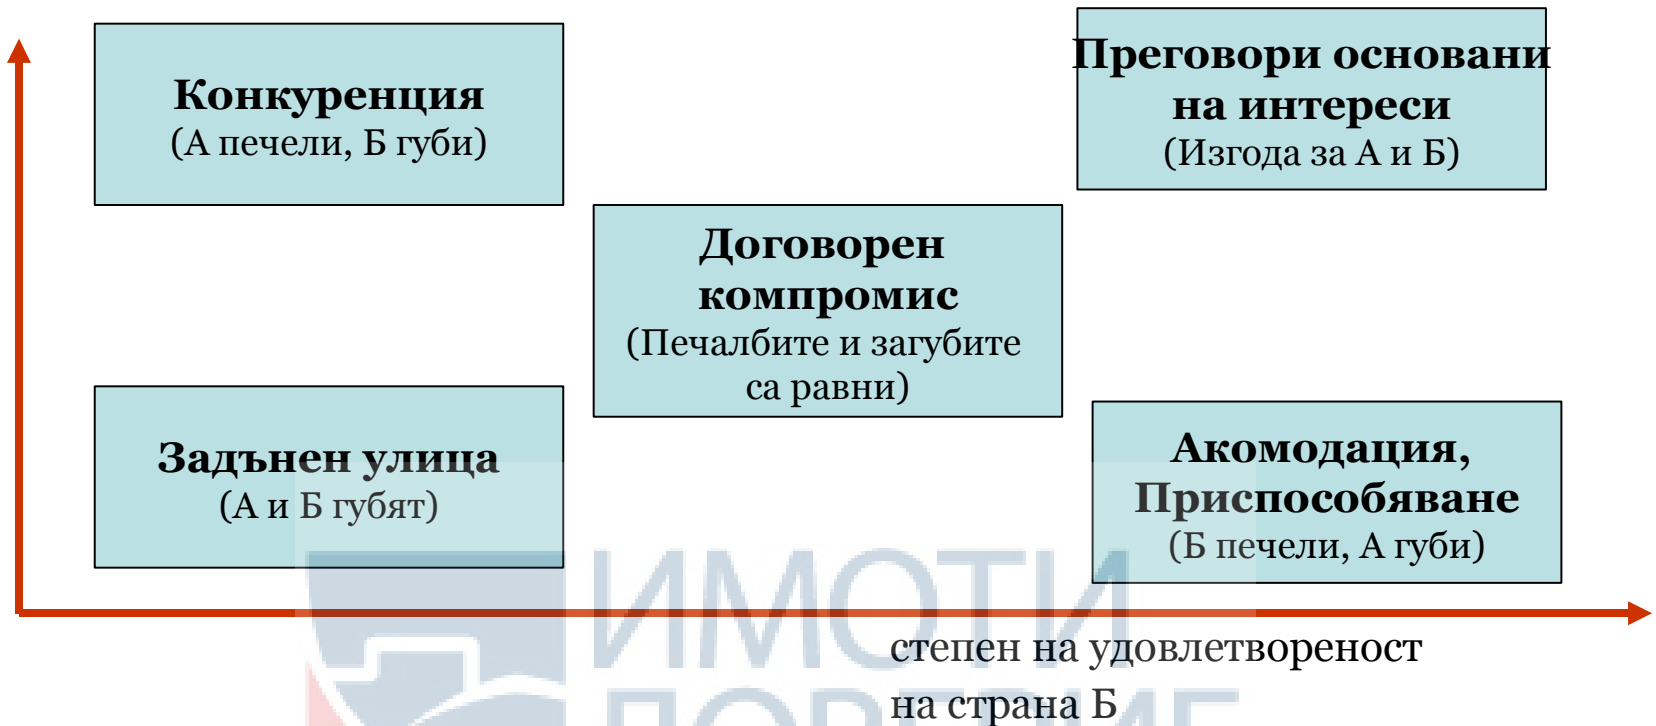 Конкуренция
(А печели, Б губи)
Преговори основани
на интереси
(Изгода за А и Б)
Договорен
компромис
(Печалбите и загубите
са равни)
Задънен улица
(А и Б губят)
Акомодация,
Приспособяване
(Б печели, А губи)
степен на удовлетвореност
на страна Б
ИМОТИ